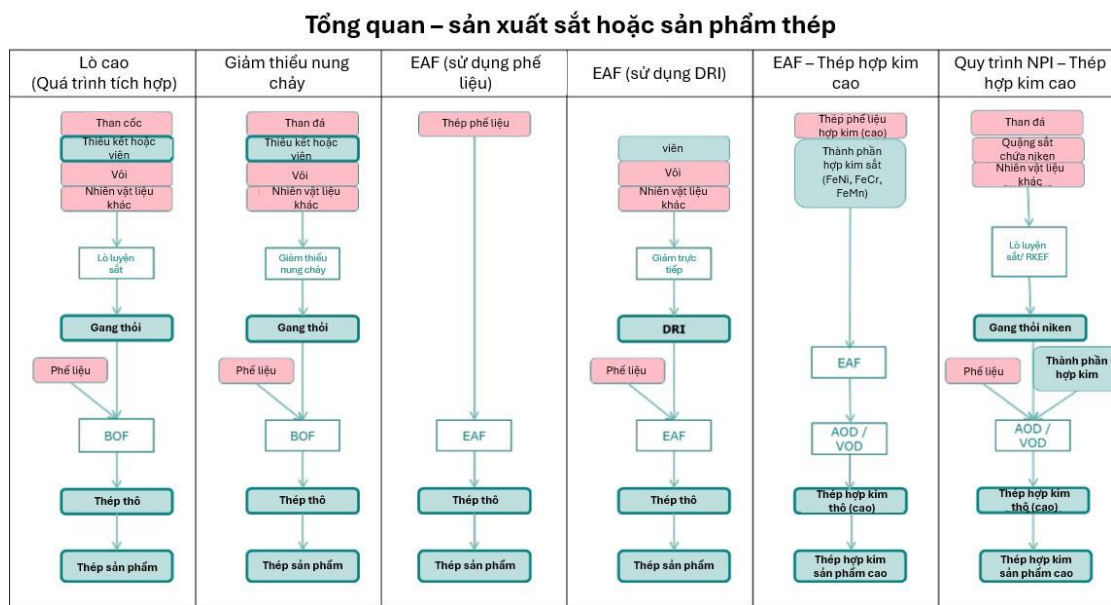 Tổng quan – sản xuất sắt hoặc sản phẩm thép
Lò cao
(Quá trình tích hợp)
Than cốc
Thiêu kết hoặc
viên
Vôi
Nhiên vật liệu
khác
Lò luyện
sắt
Gang thỏi
Phế liệu
BOF
Thép thô
Thép sản phẩm
Giảm thiểu nung
chảy
Than đá
Thiêu kết hoặc
viên
Vôi
Nhiên vật liệu
khác
Giảm thiểu
nung chảy
Gang thỏi
Phế liệu
BOF
Thép thô
Thép sản phẩm
EAF (sử dụng phế
liệu)
Thép phế liệu
EAF
Thép thô
Thép sản phẩm
EAF (sử dụng DRI)
viên
Vôi
Nhiên vật liệu
khác
Giảm trực
tiếp
DRI
Phế liệu
EAF
Thép thô
Thép sản phẩm
EAF – Thép hợp kim
cao
Thép phế liệu
hợp kim (cao)
Thành phần
hợp kim sắt
(FeNi, FeCr,
FeMn)
EAF
AOD /
VOD
Thép hợp kim
thô (cao)
Thép hợp kim
sản phẩm cao
Quy trình NPI – Thép
hợp kim cao
Than đá
Quặng sắt
chứa niken
Nhiên vật liệu
khác
Lò luyện
sắt/ RKEF
Gang thỏi niken
Phế liệu
Thành phần
hợp kim
AOD /
VOD
Thép hợp kim
thô (cao)
Thép hợp kim
sản phẩm cao